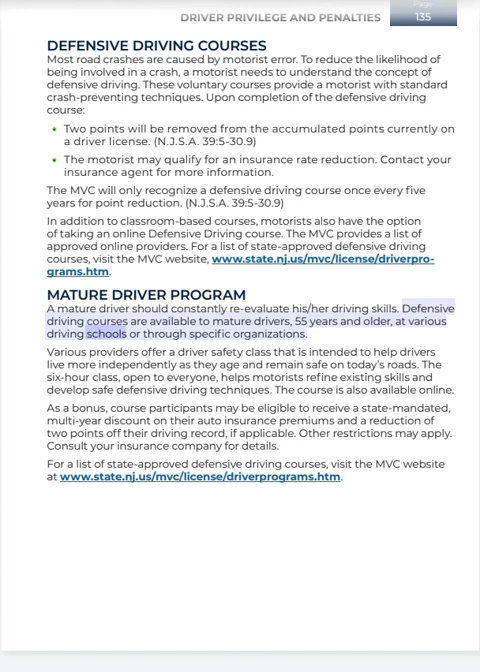 Page
DRIVER PRIVILEGE AND PENALTIES 135
DEFENSIVE DRIVING COURSES
Most road crashes are caused by motorist error. To reduce the likelihood of
being involved in a crash, a motorist needs to understand the concept of
defensive driving. These voluntary courses provide a motorist with standard
crash-preventing techniques. Upon completion of the defensive driving
course:
• Two points will be removed from the accumulated points currently on
a driver license. (N.J.S.A. 39:5-30.9)
• The motorist may qualify for an insurance rate reduction. Contact your
insurance agent for more information.
The MVC will only recognize a defensive driving course once every five
years for point reduction. (N.J.S.A. 39:5-30.9)
In addition to classroom-based courses, motorists also have the option
of taking an online Defensive Driving course. The MVC provides a list of
approved online providers. For a list of state-approved defensive driving
courses, visit the MVC website, www.state.nj.us/mvc/license/driverpro-
grams.htm.
MATURE DRIVER PROGRAM
A mature driver should constantly re-evaluate his/her driving skills. Defensive
driving courses are available to mature drivers, 55 years and older, at various
driving schools or through specific organizations.
Various providers offer a driver safety class that is intended to help drivers
live more independently as they age and remain safe on today's roads. The
six-hour class, open to everyone, helps motorists refine existing skills and
develop safe defensive driving techniques. The course is also available online.
As a bonus, course participants may be eligible to receive a state-mandated,
multi-year discount on their auto insurance premiums and a reduction of
two points off their driving record, if applicable. Other restrictions may apply.
Consult your insurance company for details.
For a list of state-approved defensive driving courses, visit the MVC website
at www.state.nj.us/mvc/license/driverprograms.htm.